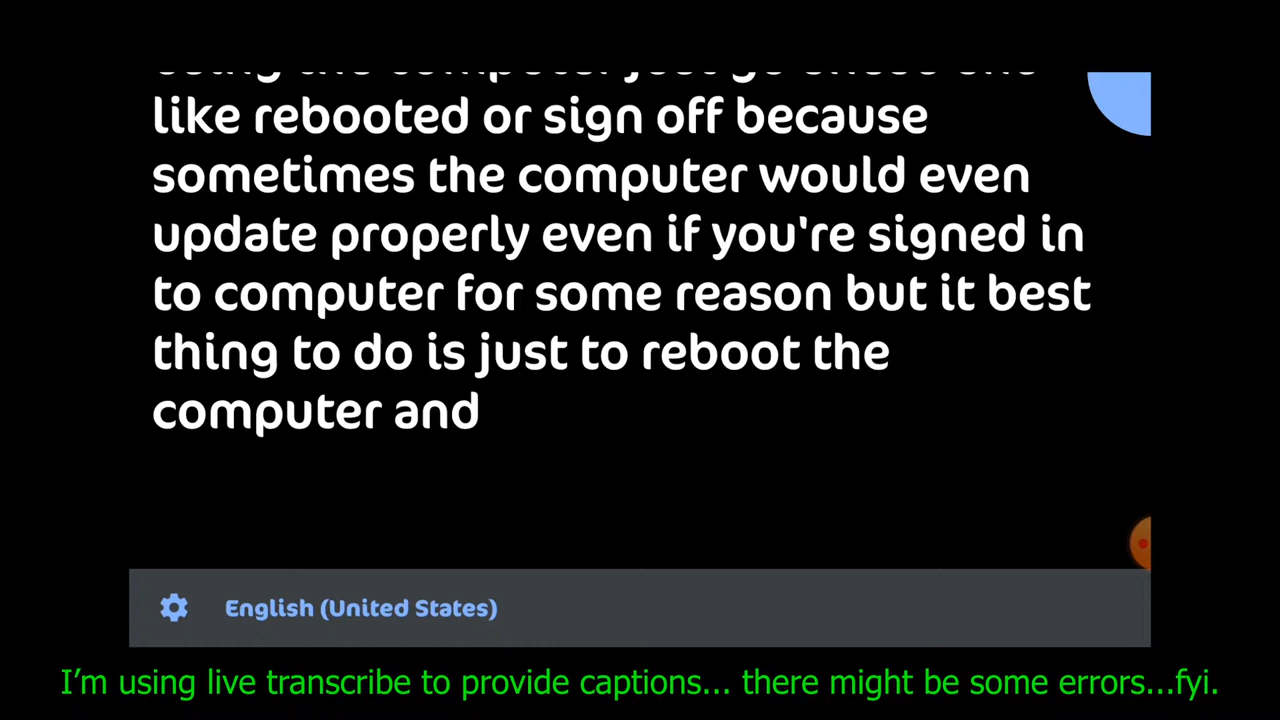 like rebooted or sign off because
sometimes the computer would even
update properly even if you're signed in
to computer for some reason but it best
thing to do is just to reboot the
computer and
English (United States)
I'm using live transcribe to provide captions... there might be some errors...fyi.